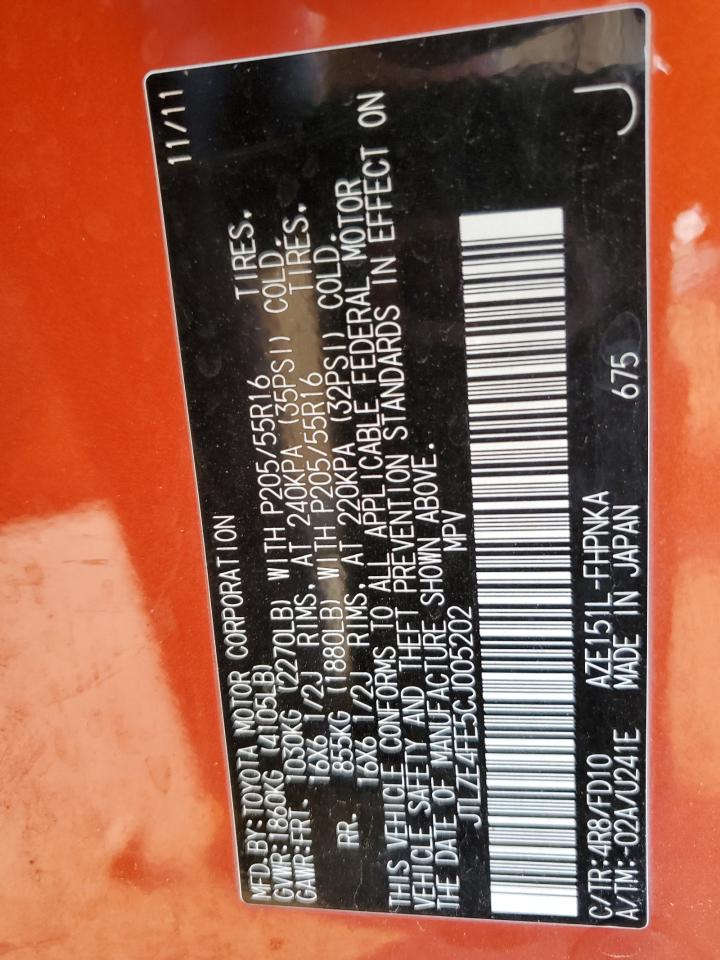 MFD.BY:TOYOTA MOTOR CORPORATION 11/11
GVWR:1860KG (4105LB)
GAWR:FRT. 1030KG (2270LB) WITH P205/55R16 TIRES,
16X6 1/2J RIMS, AT 240KPA (35PSI) COLD.
RR. 855KG (1880LB) WITH P205/55R16 TIRES,
16X6 1/2J RIMS, AT 220KPA (32PSI) COLD.
THIS VEHICLE CONFORMS TO ALL APPLICABLE FEDERAL MOTOR
VEHICLE SAFETY AND THEFT PREVENTION STANDARDS IN EFFECT ON
THE DATE OF MANUFACTURE SHOWN ABOVE.
JTLZE4FE5CJ005202 MPV
C/TR:4R8/FD10 AZE151L-FHPNKA
A/TM:-02A/U241E MADE IN JAPAN 675 J